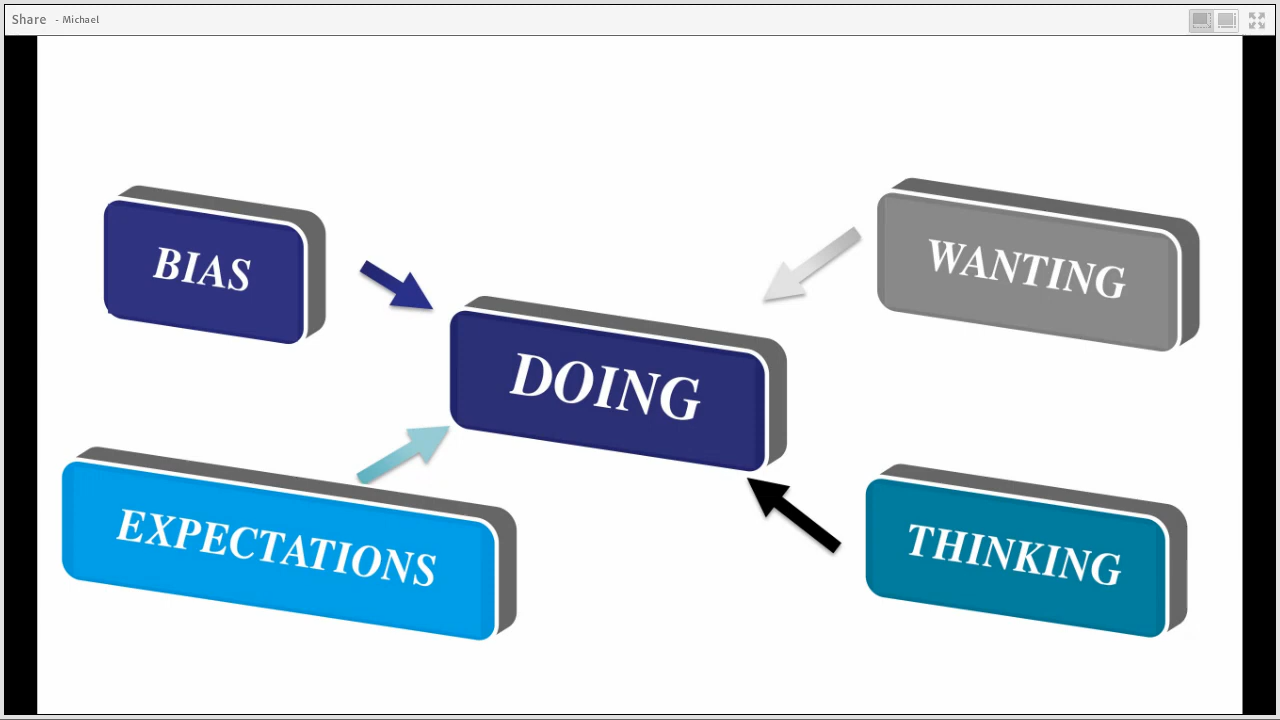 Share - Michael
BIAS
WANTING
DOING
EXPECTATIONS
THINKING